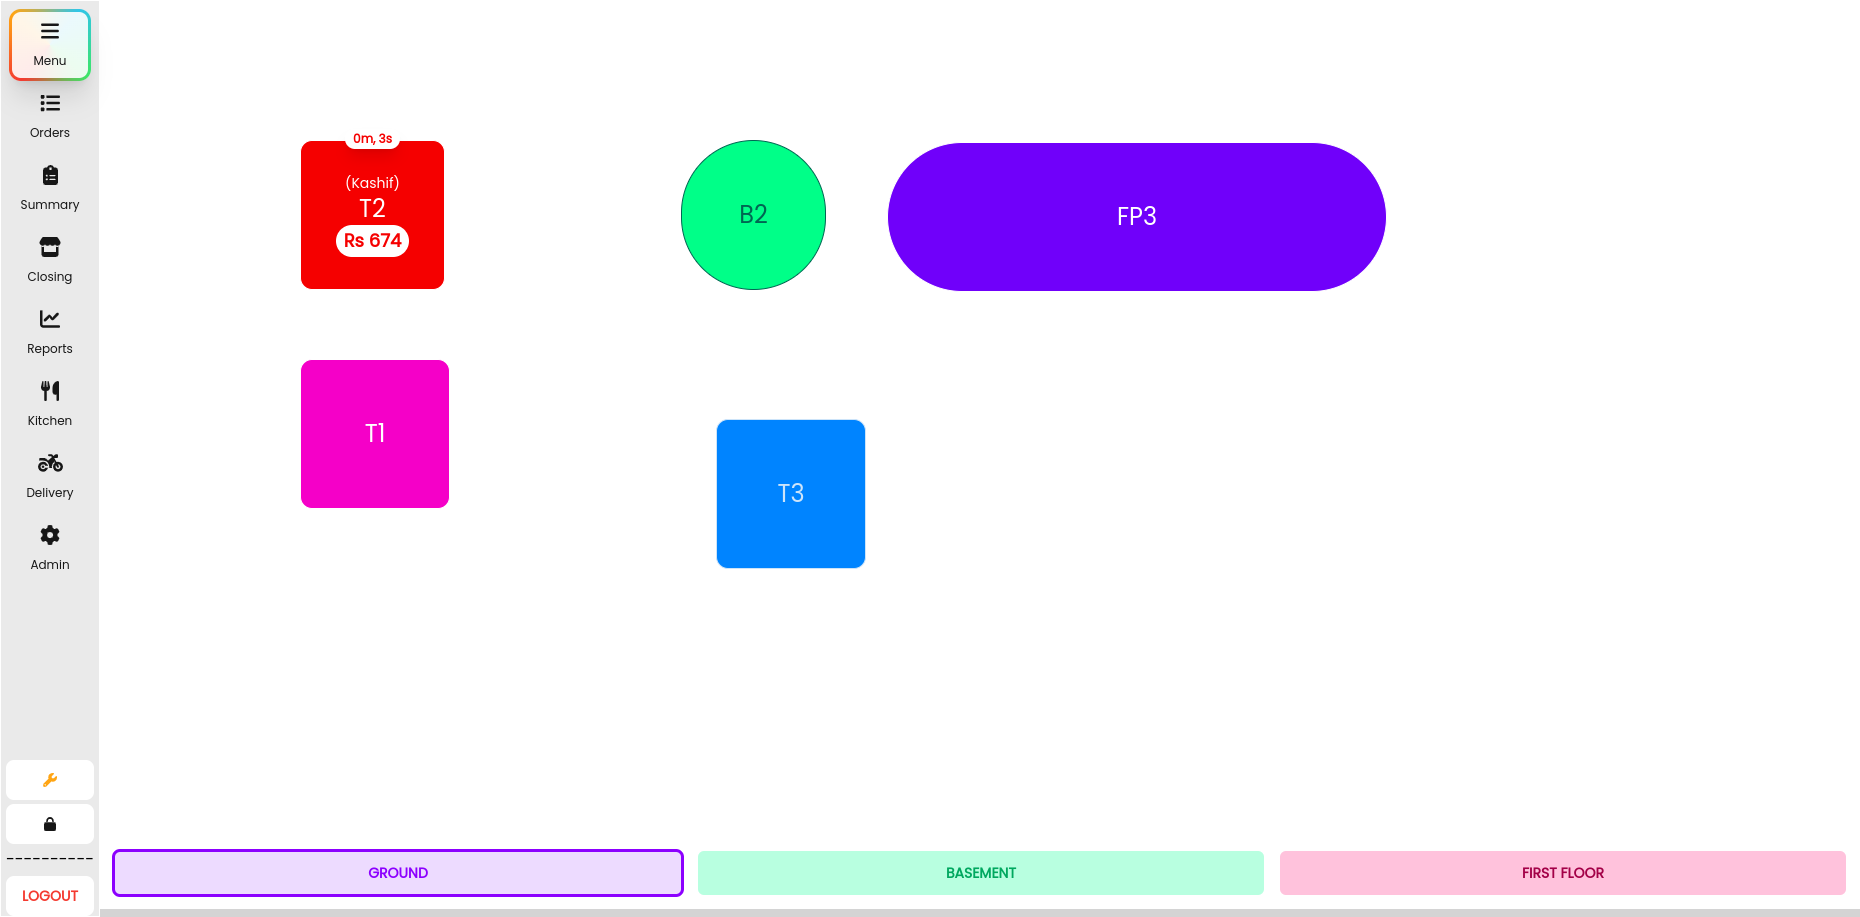 Menu
Orders
Summary
Closing
Reports
Kitchen
Delivery
Admin
----------
LOGOUT
0m, 3s
(Kashif)
T2
Rs 674
B2
FP3
T1
T3
GROUND
BASEMENT
FIRST FLOOR